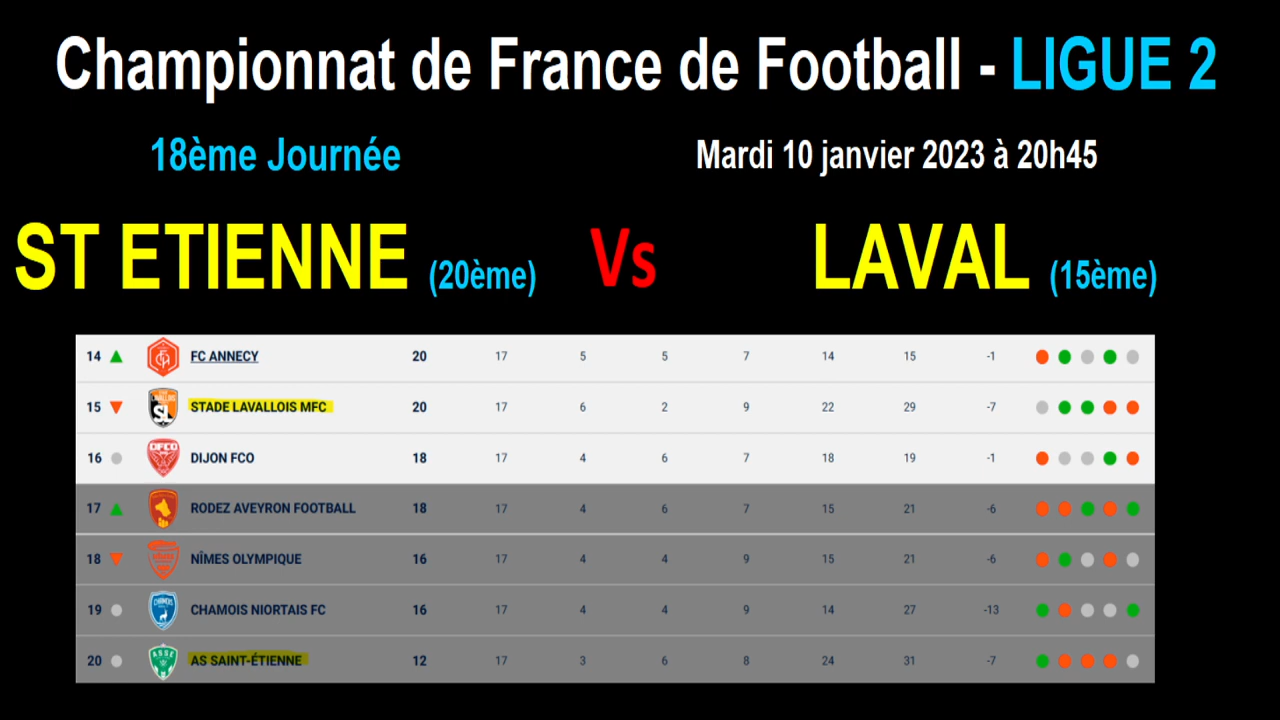 Championnat de France de Football - LIGUE 2
18ème Journée Mardi 10 janvier 2023 à 20h45
ST ETIENNE (20ème) Vs LAVAL (15ème)
14 FC ANNECY 20 17 5 5 7 14 15 -1
15 STADE LAVALLOIS MFC 20 17 6 2 9 22 29 -7
16 DFCO DIJON FCO 18 17 4 6 7 18 19 -1
17 RODEZ AVEYRON FOOTBALL 18 17 4 6 7 15 21 -6
18 NÎMES OLYMPIQUE 16 17 4 4 9 15 21 -6
19 CHAMOIS NIORTAIS FC 16 17 4 4 9 14 27 -13
20 ASSE AS SAINT-ÉTIENNE 12 17 3 6 8 24 31 -7